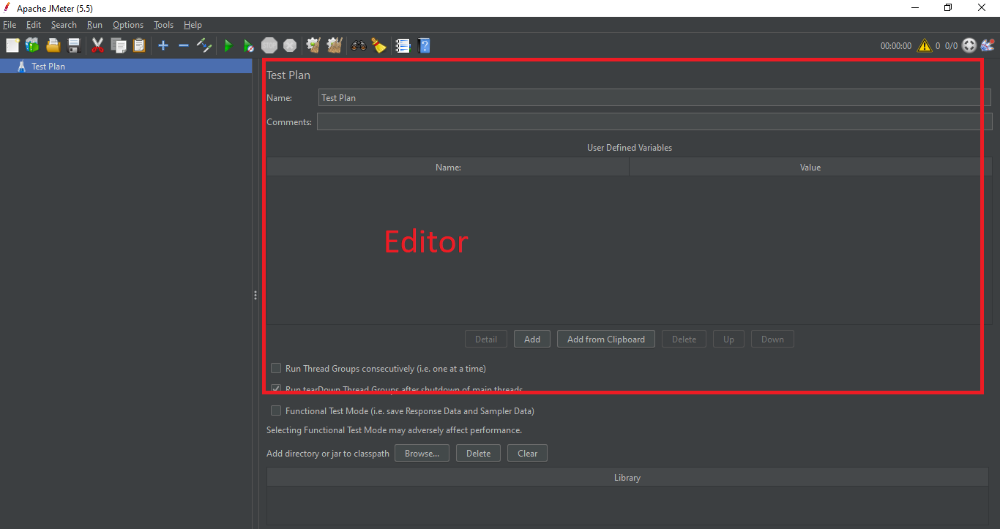 Apache JMeter (5.5)
File Edit Search Run Options Tools Help
STOP 00:00:00 0 0/0
Test Plan
Test Plan
Name: Test Plan
Comments:
User Defined Variables
Name: Value
Editor
Detail Add Add from Clipboard Delete Up Down
Run Thread Groups consecutively (i.e. one at a time)
Run tearDown Thread Groups after shutdown of main threads
Functional Test Mode (i.e. save Response Data and Sampler Data)
Selecting Functional Test Mode may adversely affect performance.
Add directory or jar to classpath Browse... Delete Clear
Library